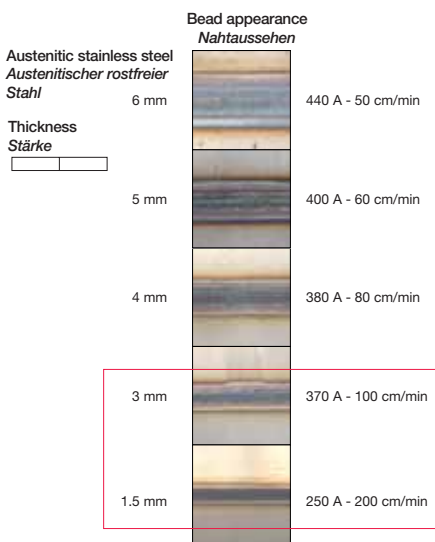 Bead appearance
Nahtaussehen
Austenitic stainless steel
Austenitischer rostfreier
Stahl
Thickness
Stärke
6 mm 440 A - 50 cm/min
5 mm 400 A - 60 cm/min
4 mm 380 A - 80 cm/min
3 mm 370 A - 100 cm/min
1.5 mm 250 A - 200 cm/min